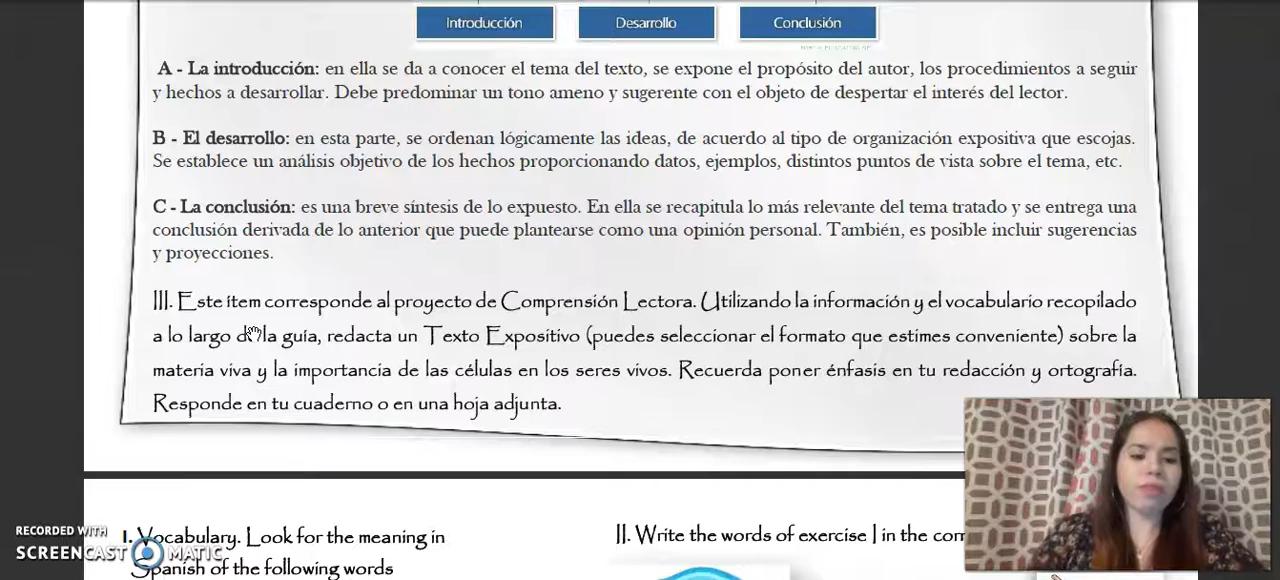 Introducción Desarrollo Conclusión
A - La introducción: en ella se da a conocer el tema del texto, se expone el propósito del autor, los procedimientos a seguir
y hechos a desarrollar. Debe predominar un tono ameno y sugerente con el objeto de despertar el interés del lector.
B - El desarrollo: en esta parte, se ordenan lógicamente las ideas, de acuerdo al tipo de organización expositiva que escojas.
Se establece un análisis objetivo de los hechos proporcionando datos, ejemplos, distintos puntos de vista sobre el tema, etc.
C - La conclusión: es una breve síntesis de lo expuesto. En ella se recapitula lo más relevante del tema tratado y se entrega una
conclusión derivada de lo anterior que puede plantearse como una opinión personal. También, es posible incluir sugerencias
y proyecciones.
III. Este ítem corresponde al proyecto de Comprensión Lectora. Utilizando la información y el vocabulario recopilado
a lo largo la guía, redacta un Texto Expositivo (puedes seleccionar el formato que estimes conveniente) sobre la
materia viva y la importancia de las células en los seres vivos. Recuerda poner énfasis en tu redacción y ortografía.
Responde en tu cuaderno o en una hoja adjunta.
I. Vocabulary. Look for the meaning in
Spanish of the following words
II. Write the words of exercise I in the
RECORDED WITH
SCREENCAST MATIC